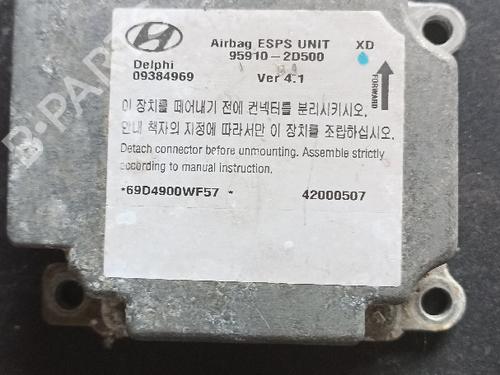 Airbag ESPS UNIT XD
95910-2D500
Delphi
09384969
Ver 4.1
FORWARD
이 장치를 떼어내기 전에 컨넥터를 분리시키시오.
안내 책자의 지정에 따라서만 이 장치를 조립하십시오.
Detach connector before unmounting. Assemble strictly
according to manual instruction.
*69D4900WF57 * 42000507